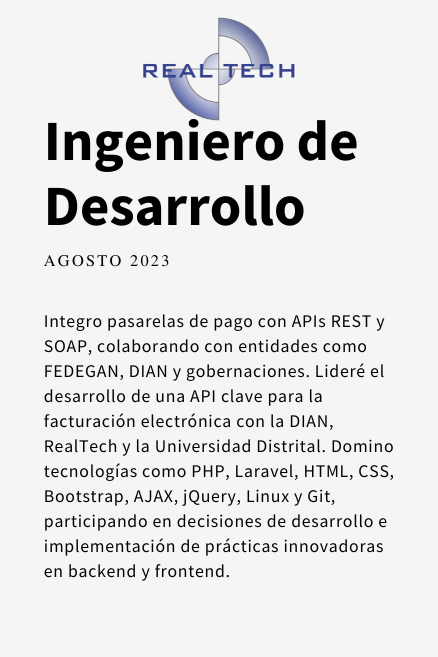 REAL TECH
Ingeniero de
Desarrollo
AGOSTO 2023
Integro pasarelas de pago con APIs REST y
SOAP, colaborando con entidades como
FEDEGAN, DIAN y gobernaciones. Lideré el
desarrollo de una API clave para la
facturación electrónica con la DIAN,
RealTech y la Universidad Distrital. Domino
tecnologías como PHP, Laravel, HTML, CSS,
Bootstrap, AJAX, jQuery, Linux y Git,
participando en decisiones de desarrollo e
implementación de prácticas innovadoras
en backend y frontend.